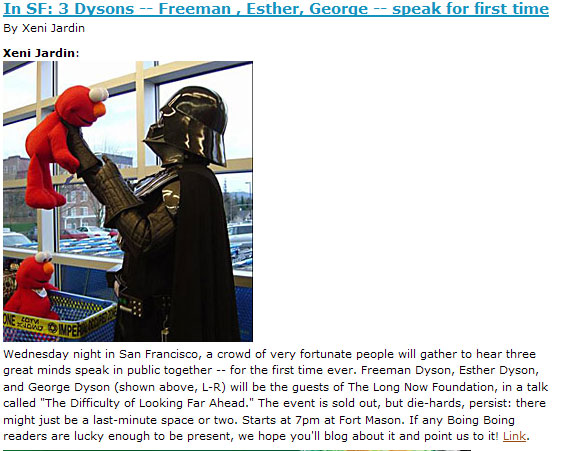 In SF: 3 Dysons -- Freeman , Esther, George -- speak for first time
By Xeni Jardin
Xeni Jardin:
ONE
IMPE
Wednesday night in San Francisco, a crowd of very fortunate people will gather to hear three
great minds speak in public together -- for the first time ever. Freeman Dyson, Esther Dyson,
and George Dyson (shown above, L-R) will be the guests of The Long Now Foundation, in a talk
called "The Difficulty of Looking Far Ahead." The event is sold out, but die-hards, persist: there
might just be a last-minute space or two. Starts at 7pm at Fort Mason. If any Boing Boing
readers are lucky enough to be present, we hope you'll blog about it and point us to it! Link.